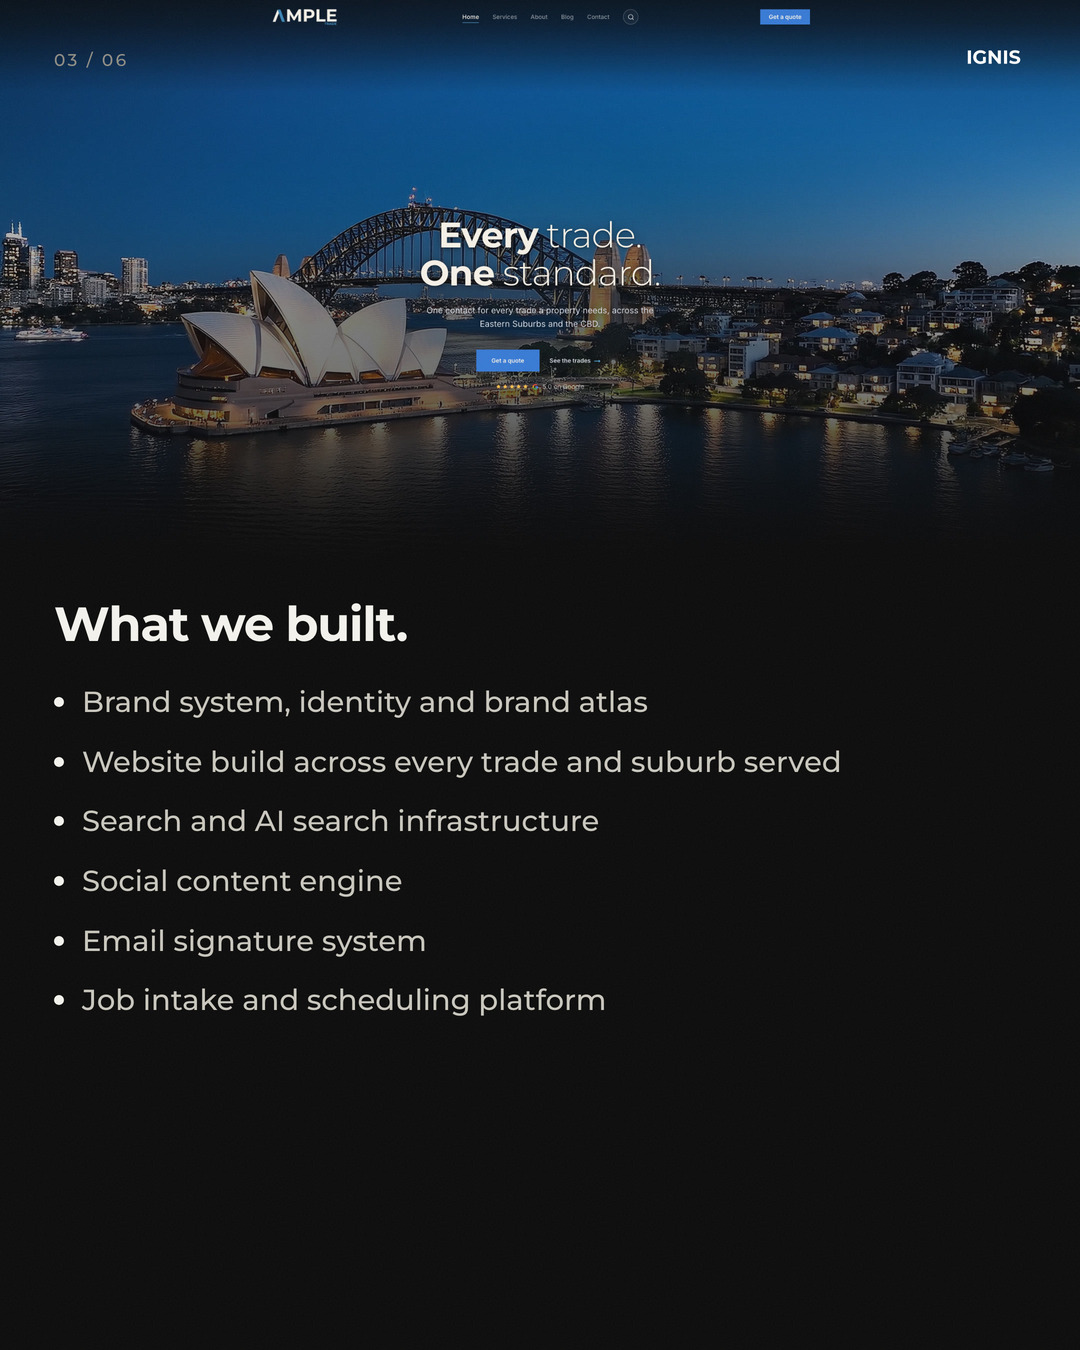 AMPLE
Home Services About Blog Contact
Get a quote
03 / 06
IGNIS
Every trade.
One standard.
One contact for every trade a property needs, across the
Eastern Suburbs and the CBD.
Get a quote
See the trades →
5.0 on Google
What we built.
• Brand system, identity and brand atlas
• Website build across every trade and suburb served
• Search and AI search infrastructure
• Social content engine
• Email signature system
• Job intake and scheduling platform